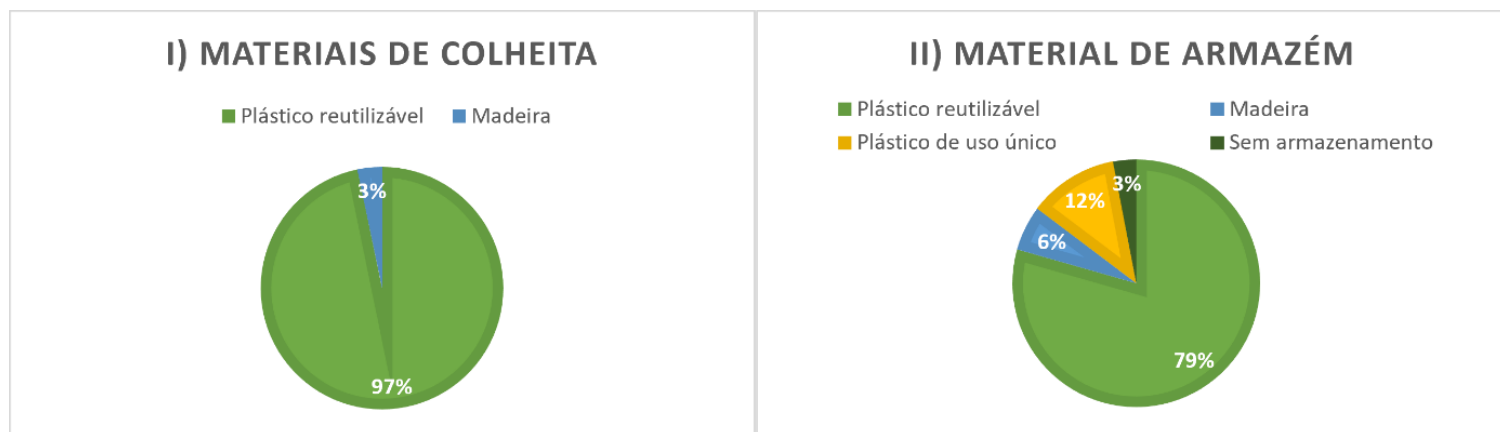 I) MATERIAIS DE COLHEITA
Plástico reutilizável Madeira
3%
97%
II) MATERIAL DE ARMAZÉM
Plástico reutilizável Madeira
Plástico de uso único Sem armazenamento
3%
12%
6%
79%